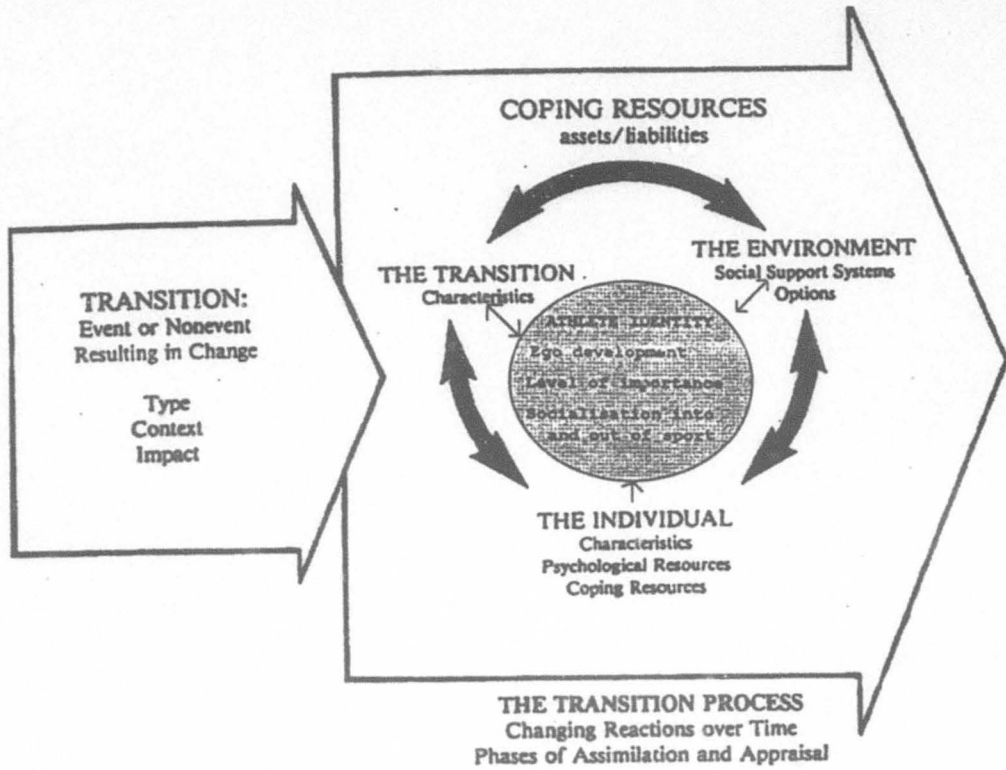 COPING RESOURCES
assets/liabilities
THE TRANSITION
Characteristics
THE ENVIRONMENT
Social Support Systems
Options
TRANSITION:
Event or Nonevent
Resulting in Change
Type
Context
Impact
ATHLETE IDENTITY
Ego development
Level of importance
Socialisation into
and out of sport
THE INDIVIDUAL
Characteristics
Psychological Resources
Coping Resources
THE TRANSITION PROCESS
Changing Reactions over Time
Phases of Assimilation and Appraisal